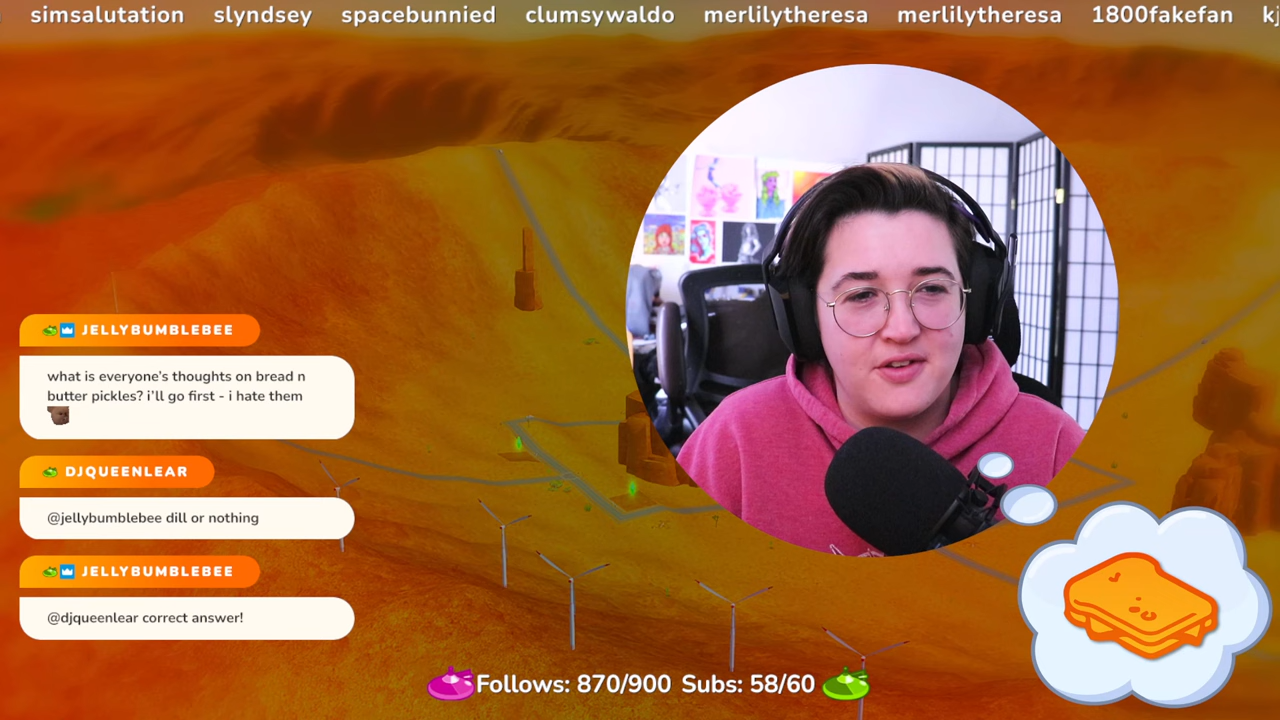 simsalutation slyndsey spacebunnied clumsywaldo merlilytheresa merlilytheresa 1800fakefan kj
JELLYBUMBLEBEE
what is everyone's thoughts on bread n
butter pickles? i'll go first - i hate them
DJQUEENLEAR
@jellybumblebee dill or nothing
JELLYBUMBLEBEE
@djqueenlear correct answer!
Follows: 870/900 Subs: 58/60